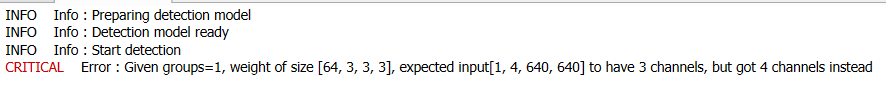 INFO Info : Preparing detection model
INFO Info : Detection model ready
INFO Info : Start detection
CRITICAL Error : Given groups=1, weight of size [64, 3, 3, 3], expected input[1, 4, 640, 640] to have 3 channels, but got 4 channels instead